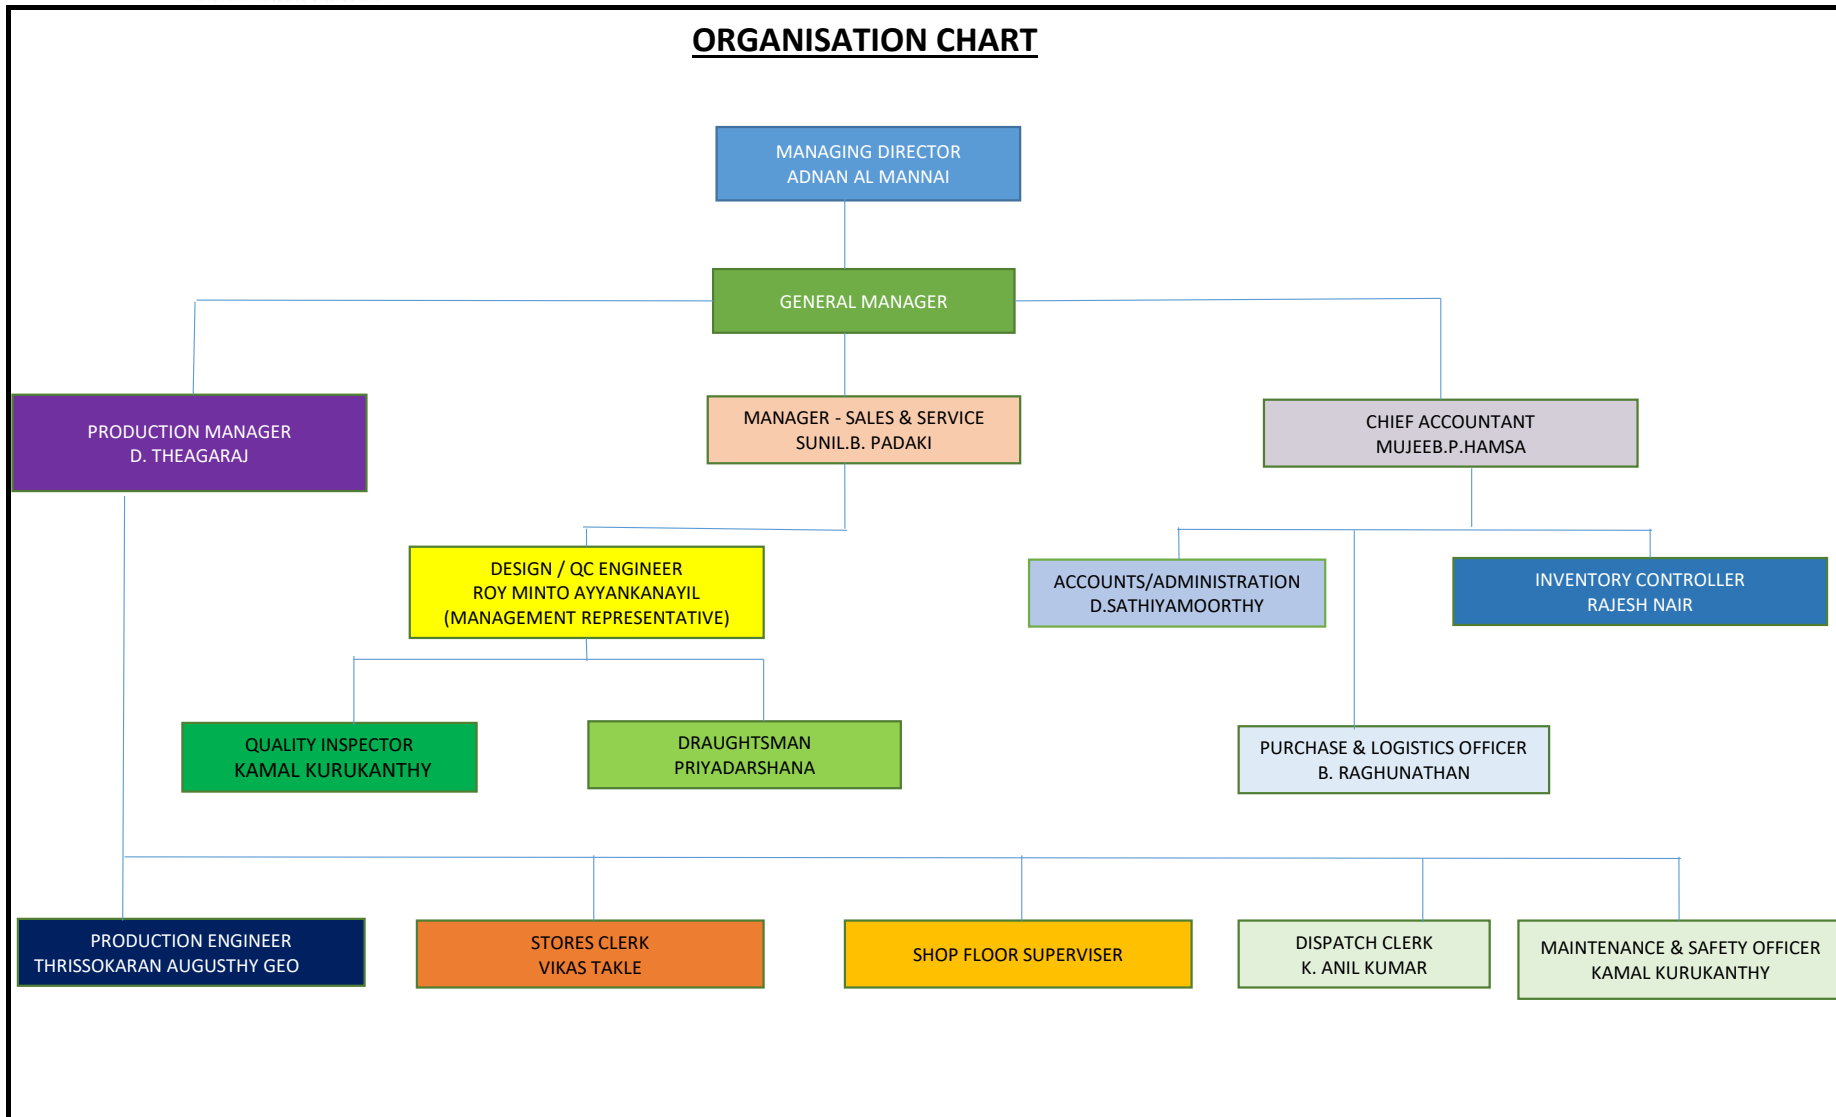 ORGANISATION CHART
MANAGING DIRECTOR
ADNAN AL MANNAI
GENERAL MANAGER
PRODUCTION MANAGER
D. THEAGARAJ
MANAGER - SALES & SERVICE
SUNIL.B. PADAKI
CHIEF ACCOUNTANT
MUJEEB.P.HAMSA
DESIGN / QC ENGINEER
ROY MINTO AYYANKANAYIL
(MANAGEMENT REPRESENTATIVE)
ACCOUNTS/ADMINISTRATION
D.SATHIYAMOORTHY
INVENTORY CONTROLLER
RAJESH NAIR
QUALITY INSPECTOR
KAMAL KURUKANTHY
DRAUGHTSMAN
PRIYADARSHANA
PURCHASE & LOGISTICS OFFICER
B. RAGHUNATHAN
PRODUCTION ENGINEER
THRISSOKARAN AUGUSTHY GEO
STORES CLERK
VIKAS TAKLE
SHOP FLOOR SUPERVISER
DISPATCH CLERK
K. ANIL KUMAR
MAINTENANCE & SAFETY OFFICER
KAMAL KURUKANTHY